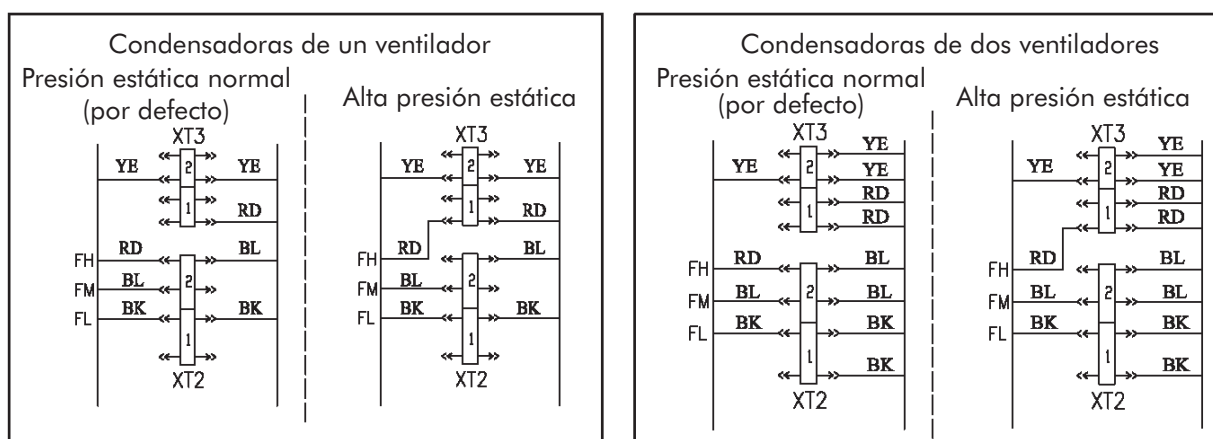 Condensadoras de un ventilador
Presión estática normal
(por defecto)
Alta presión estática
XT3
YE
2
YE
1
RD
FH
RD
BL
FM
BL
2
FL
BK
BK
1
XT2
XT3
YE
2
YE
1
RD
FH
RD
BL
FM
BL
2
FL
BK
BK
1
XT2
Condensadoras de dos ventiladores
Presión estática normal
(por defecto)
Alta presión estática
XT3
YE
YE
2
YE
RD
1
RD
FH
RD
BL
FM
BL
2
BL
FL
BK
BK
1
BK
XT2
XT3
YE
YE
2
YE
RD
1
RD
FH
RD
BL
FM
BL
2
BL
FL
BK
BK
1
BK
XT2